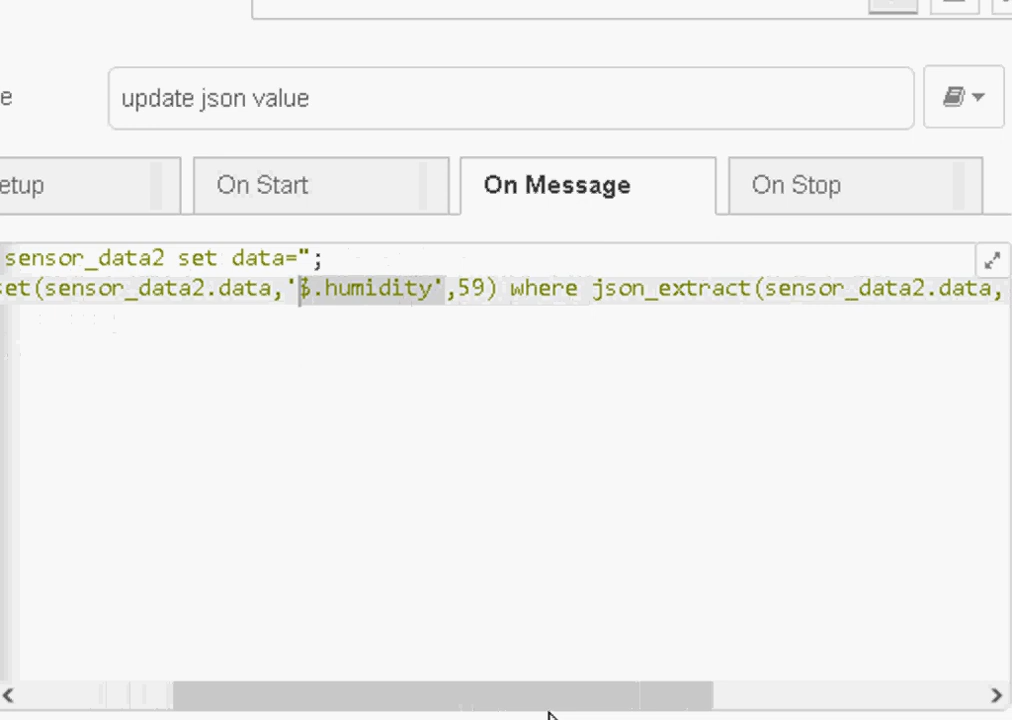 e
update json value
etup
On Start
On Message
On Stop
sensor_data2 set data=";
set(sensor_data2.data,'$.humidity',59) where json_extract(sensor_data2.data,